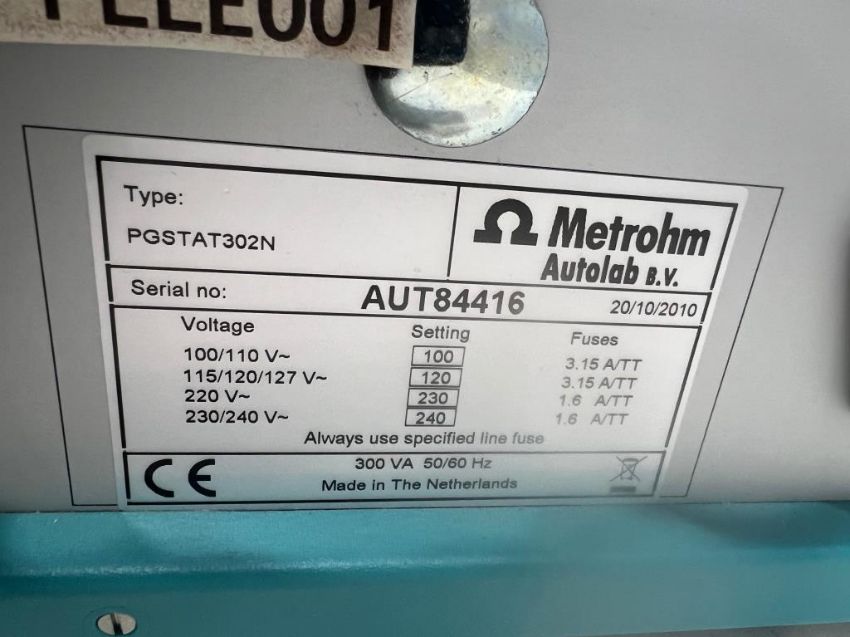 ELE001
Type:
PGSTAT302N
Metrohm
Autolab B.V.
Serial no: AUT84416 20/10/2010
Voltage Setting Fuses
100/110 V~ 100 3.15 A/TT
115/120/127 V~ 120 3.15 A/TT
220 V~ 230 1.6 A/TT
230/240 V~ 240 1.6 A/TT
Always use specified line fuse
CE
300 VA 50/60 Hz
Made in The Netherlands